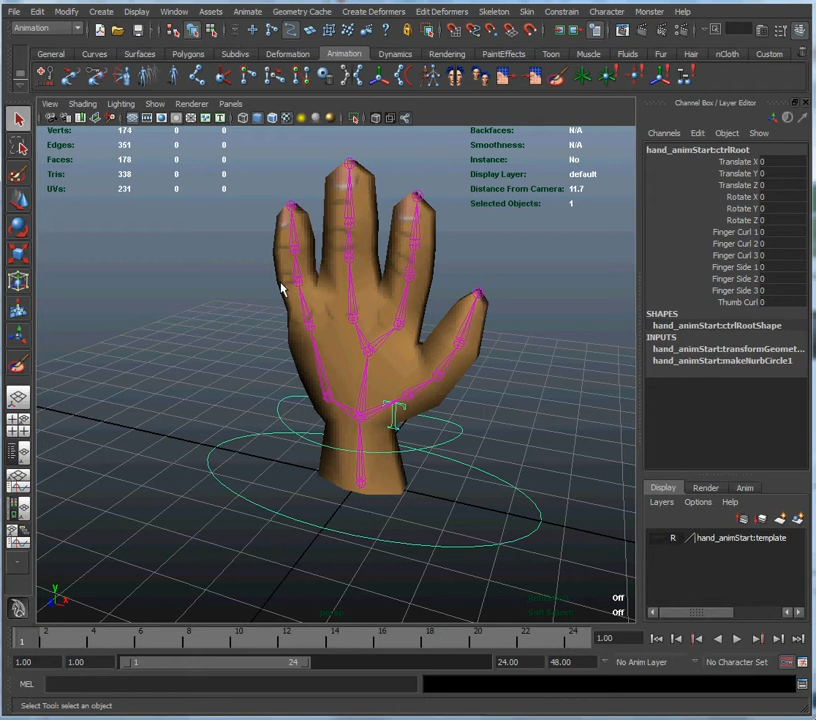 File Edit Modify Create Display Window Assets Animate Geometry Cache Create Deformers Edit Deformers Skeleton Skin Constrain Character Muscle Help
Animation
General Curves Surfaces Polygons Subdivs Deformation Animation Dynamics Rendering PaintEffects Toon Muscle Fluids Fur Hair nCloth Custom
View Shading Lighting Show Renderer Panels
Verts: 174 0 0
Edges: 351 0 0
Faces: 178 0 0
Tris: 338 0 0
UVs: 231 0 0
Backfaces: N/A
Smoothness: N/A
Instance: No
Display Layer: default
Distance From Camera: 11.7
Selected Objects: 1
T
persp
Off
Off
y
x
Channel Box / Layer Editor
Channels Edit Object Show
hand_animStart:ctrlRoot
Translate X 0
Translate Y 0
Translate Z 0
Rotate X 0
Rotate Y 0
Rotate Z 0
Finger Curl 1 0
Finger Curl 2 0
Finger Curl 3 0
Finger Side 1 0
Finger Side 2 0
Finger Side 3 0
Thumb Curl 0
SHAPES
hand_animStart:ctrlRootShape
INPUTS
hand_animStart:transformGeomet...
hand_animStart:makeNurbCircle1
Display Render Anim
Layers Options Help
R hand_animStart:template
1 2 4 6 8 10 12 14 16 18 20 22 24 1.00
1.00 1.00 1 24 24.00 48.00 No Anim Layer No Character Set
MEL
Select Tool: select an object